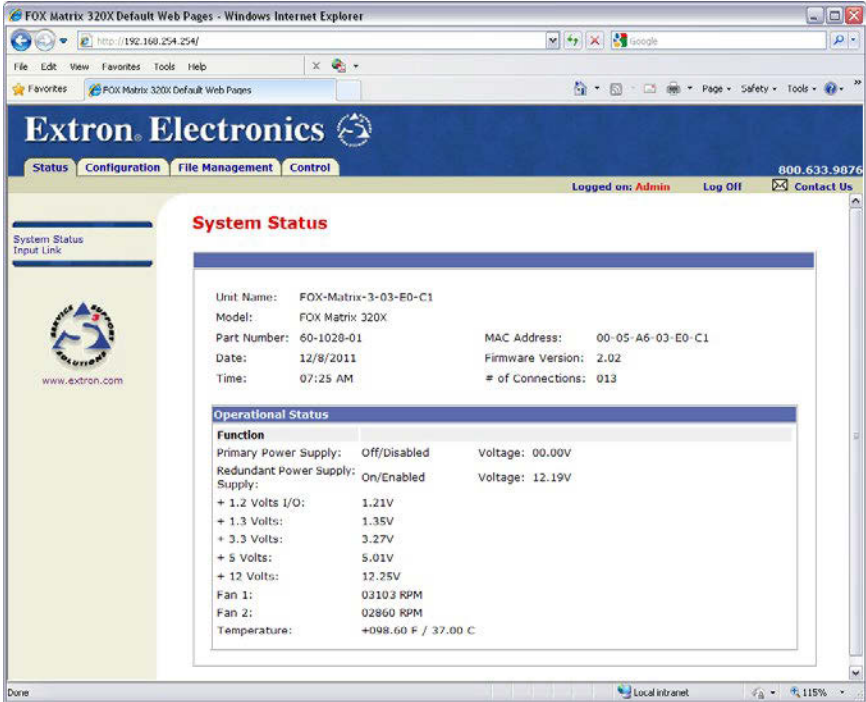 FOX Matrix 320X Default Web Pages - Windows Internet Explorer
http://192.168.254.254/
Google
File Edit View Favorites Tools Help
Favorites FOX Matrix 320X Default Web Pages Page Safety Tools
Extron. Electronics
Status Configuration File Management Control
800.633.9876
Logged on: Admin Log Off Contact Us
System Status
Input Link
SERVICE SUPPORT SOLUTIONS
www.extron.com
System Status
Unit Name: FOX-Matrix-3-03-E0-C1
Model: FOX Matrix 320X
Part Number: 60-1028-01 MAC Address: 00-05-A6-03-E0-C1
Date: 12/8/2011 Firmware Version: 2.02
Time: 07:25 AM # of Connections: 013
Operational Status
Function
Primary Power Supply: Off/Disabled Voltage: 00.00V
Redundant Power Supply:
Supply: On/Enabled Voltage: 12.19V
+ 1.2 Volts I/O: 1.21V
+ 1.3 Volts: 1.35V
+ 3.3 Volts: 3.27V
+ 5 Volts: 5.01V
+ 12 Volts: 12.25V
Fan 1: 03103 RPM
Fan 2: 02860 RPM
Temperature: +098.60 F / 37.00 C
Done Local intranet 115%